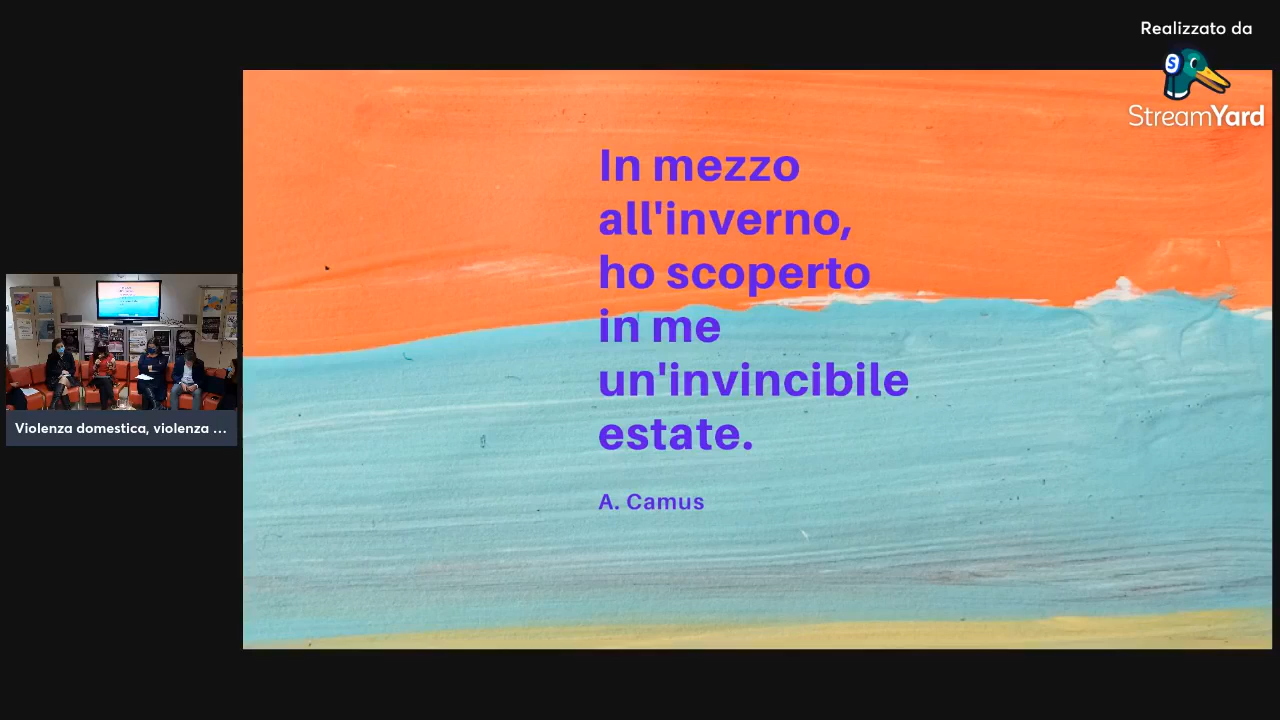 Realizzato da
StreamYard
In mezzo
all'inverno,
ho scoperto
in me
un'invincibile
estate.
A. Camus
Violenza domestica, violenza ...